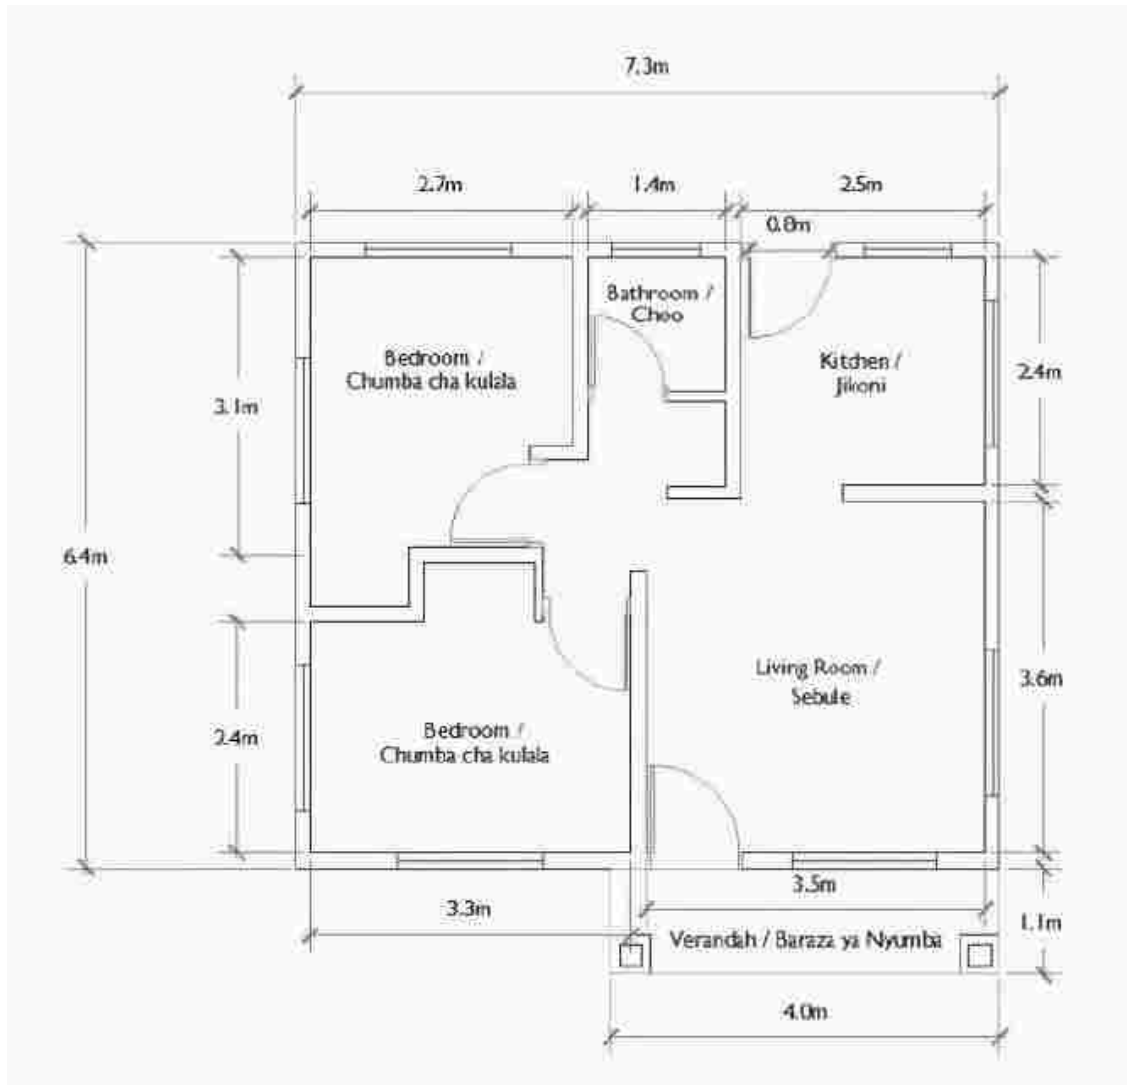 7.3m
2.7m
1.4m
2.5m
0.8m
Bathroom /
Choo
Bedroom /
Chumba cha kulala
Kitchen /
Jikoni
2.4m
3.1m
6.4m
Living Room /
Sebule
3.6m
Bedroom /
Chumba cha kulala
2.4m
3.5m
3.3m
1.1m
Verandah / Baraza ya Nyumba
4.0m